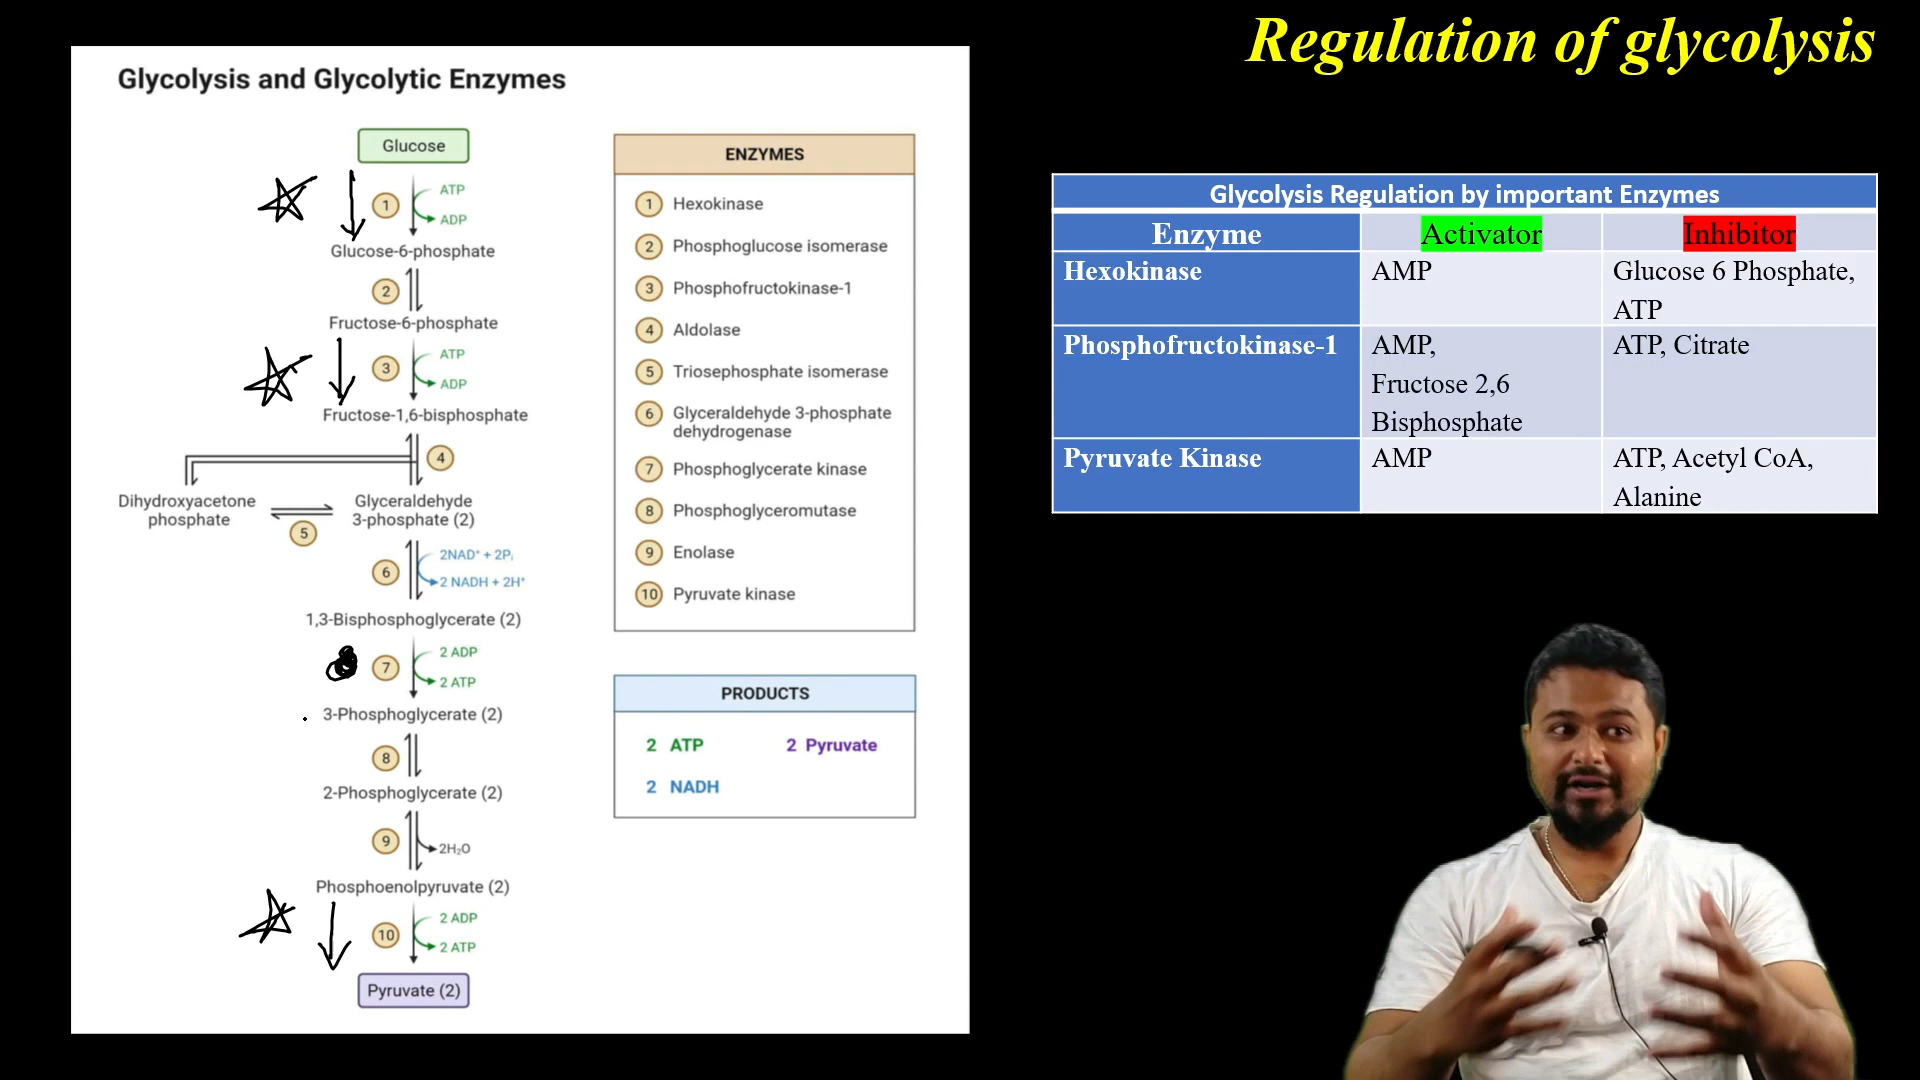 Regulation of glycolysis
Glycolysis and Glycolytic Enzymes
Glucose
1
ATP
ADP
Glucose-6-phosphate
2
Fructose-6-phosphate
3
ATP
ADP
Fructose-1,6-bisphosphate
4
Dihydroxyacetone
phosphate
5
Glyceraldehyde
3-phosphate (2)
6
2NAD⁺ + 2Pᵢ
2 NADH + 2H⁺
1,3-Bisphosphoglycerate (2)
7
2 ADP
2 ATP
3-Phosphoglycerate (2)
8
2-Phosphoglycerate (2)
9
2H₂O
Phosphoenolpyruvate (2)
10
2 ADP
2 ATP
Pyruvate (2)
ENZYMES
1 Hexokinase
2 Phosphoglucose isomerase
3 Phosphofructokinase-1
4 Aldolase
5 Triosephosphate isomerase
6 Glyceraldehyde 3-phosphate
dehydrogenase
7 Phosphoglycerate kinase
8 Phosphoglyceromutase
9 Enolase
10 Pyruvate kinase
PRODUCTS
2 ATP 2 Pyruvate
2 NADH
Glycolysis Regulation by important Enzymes
Enzyme Activator Inhibitor
Hexokinase AMP Glucose 6 Phosphate,
ATP
Phosphofructokinase-1 AMP, ATP, Citrate
Fructose 2,6
Bisphosphate
Pyruvate Kinase AMP ATP, Acetyl CoA,
Alanine